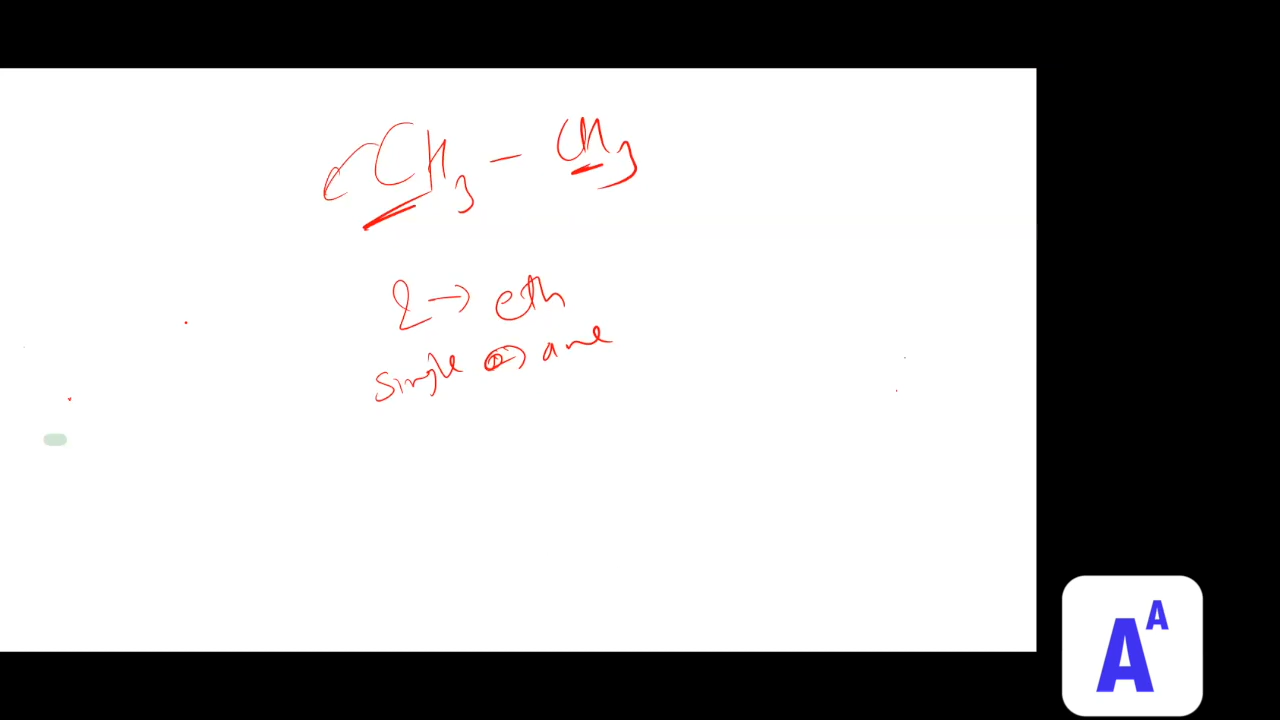 CH₃ - CH₃
2 → eth
single → ane
A A